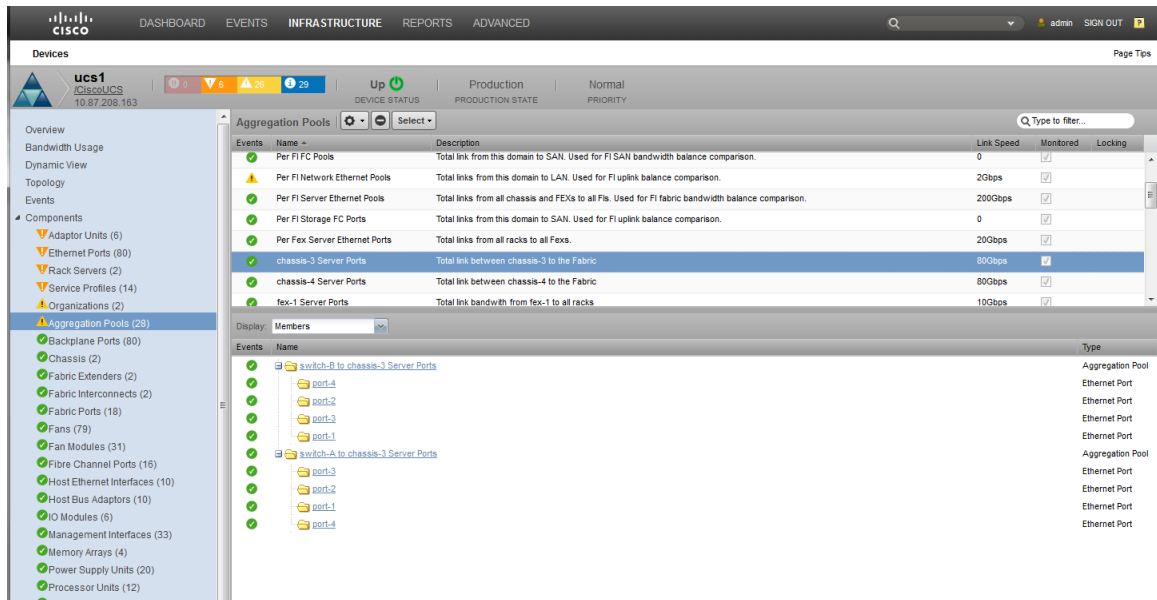 cisco DASHBOARD EVENTS INFRASTRUCTURE REPORTS ADVANCED admin SIGN OUT ?
Devices Page Tips
ucs1
/CiscoUCS
10.87.208.163
0 6 26 29
Up DEVICE STATUS
Production PRODUCTION STATE
Normal PRIORITY
Overview
Bandwidth Usage
Dynamic View
Topology
Events
Components
Adaptor Units (6)
Ethernet Ports (80)
Rack Servers (2)
Service Profiles (14)
Organizations (2)
Aggregation Pools (28)
Backplane Ports (80)
Chassis (2)
Fabric Extenders (2)
Fabric Interconnects (2)
Fabric Ports (18)
Fans (79)
Fan Modules (31)
Fibre Channel Ports (16)
Host Ethernet Interfaces (10)
Host Bus Adaptors (10)
IO Modules (6)
Management Interfaces (33)
Memory Arrays (4)
Power Supply Units (20)
Processor Units (12)
Aggregation Pools Select Type to filter...
Events Name Description Link Speed Monitored Locking
Per FI FC Pools Total link from this domain to SAN. Used for FI SAN bandwidth balance comparison. 0
Per FI Network Ethernet Pools Total links from this domain to LAN. Used for FI uplink balance comparison. 2Gbps
Per FI Server Ethernet Pools Total links from all chassis and FEXs to all FIs. Used for FI fabric bandwidth balance comparison. 200Gbps
Per FI Storage FC Ports Total links from this domain to SAN. Used for FI uplink balance comparison. 0
Per Fex Server Ethernet Ports Total links from all racks to all Fexs. 20Gbps
chassis-3 Server Ports Total link between chassis-3 to the Fabric 80Gbps
chassis-4 Server Ports Total link between chassis-4 to the Fabric 80Gbps
fex-1 Server Ports Total link bandwith from fex-1 to all racks 10Gbps
Display: Members
Events Name Type
switch-B to chassis-3 Server Ports Aggregation Pool
port-4 Ethernet Port
port-2 Ethernet Port
port-3 Ethernet Port
port-1 Ethernet Port
switch-A to chassis-3 Server Ports Aggregation Pool
port-3 Ethernet Port
port-2 Ethernet Port
port-1 Ethernet Port
port-4 Ethernet Port